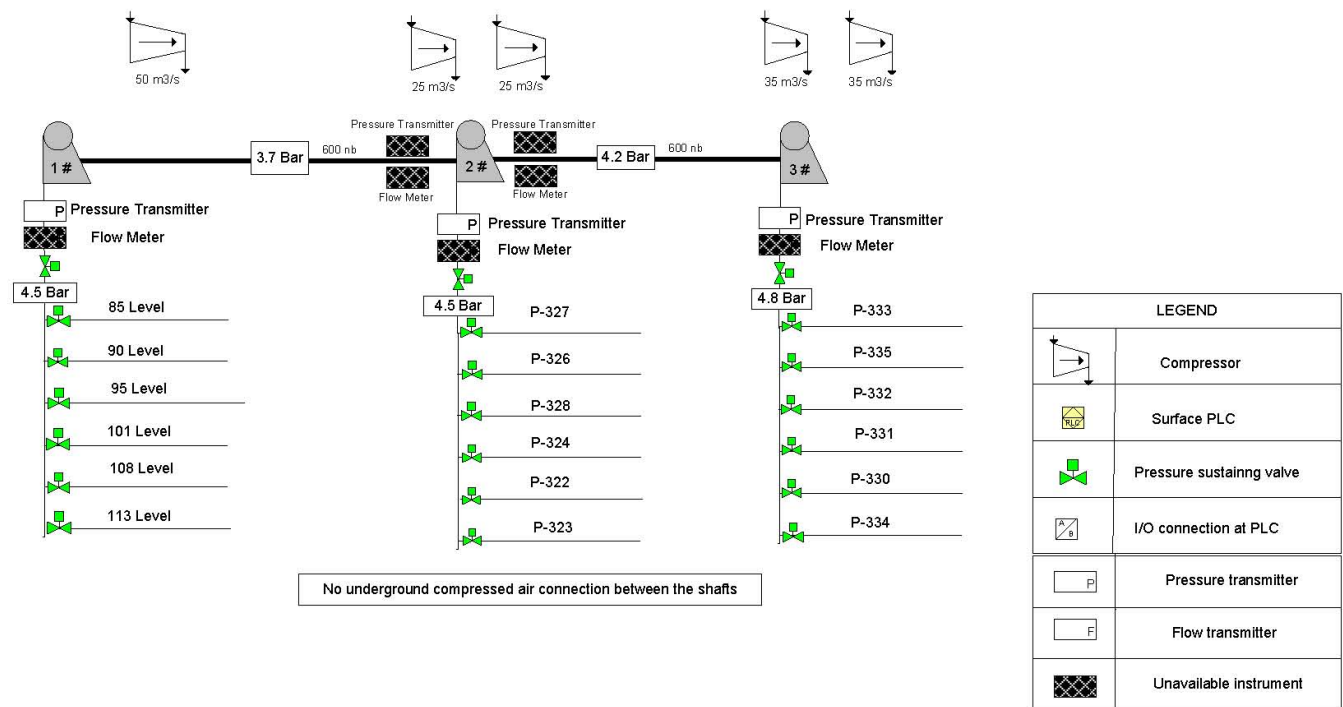 50 m3/s
25 m3/s
25 m3/s
35 m3/s
35 m3/s
Pressure Transmitter
Pressure Transmitter
1 #
3.7 Bar
600 nb
2 #
4.2 Bar
600 nb
3 #
Flow Meter
Flow Meter
P
Pressure Transmitter
Flow Meter
P
Pressure Transmitter
Flow Meter
P
Pressure Transmitter
Flow Meter
4.5 Bar
85 Level
90 Level
95 Level
101 Level
108 Level
113 Level
4.5 Bar
P-327
P-326
P-328
P-324
P-322
P-323
4.8 Bar
P-333
P-335
P-332
P-331
P-330
P-334
No underground compressed air connection between the shafts
LEGEND
Compressor
PLC
Surface PLC
Pressure sustainng valve
A
B
I/O connection at PLC
P
Pressure transmitter
F
Flow transmitter
Unavailable instrument